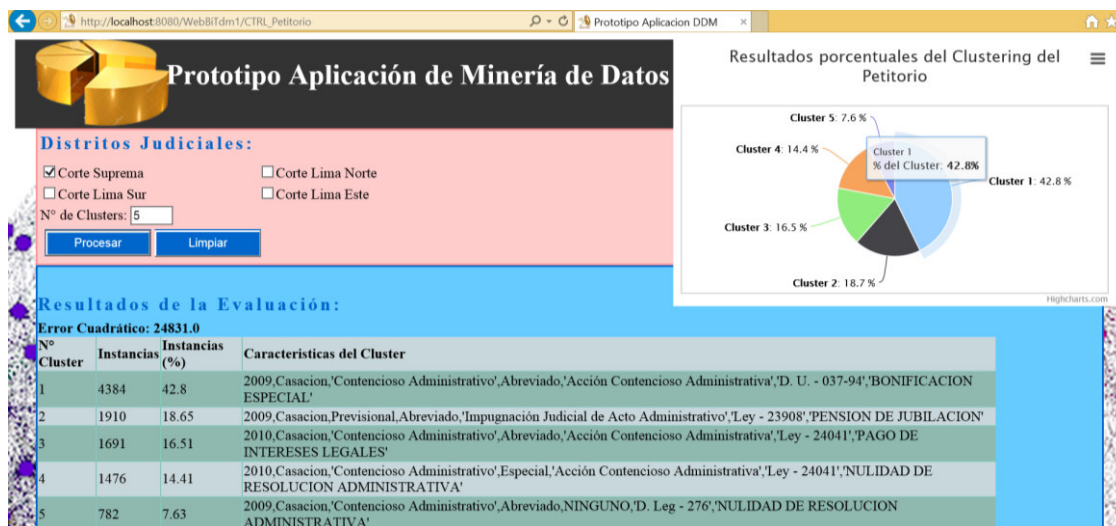 http://localhost:8080/WebBiTdm1/CTRL_Petitorio
Prototipo Aplicacion DDM
Prototipo Aplicación de Minería de Datos
Distritos Judiciales:
Corte Suprema
Corte Lima Norte
Corte Lima Sur
Corte Lima Este
N° de Clusters: 5
Procesar
Limpiar
Resultados porcentuales del Clustering del
Petitorio
Cluster 5: 7.6 %
Cluster 4: 14.4 %
Cluster 1
% del Cluster: 42.8%
Cluster 1: 42.8 %
Cluster 3: 16.5 %
Cluster 2: 18.7 %
Highcharts.com
Resultados de la Evaluación:
Error Cuadrático: 24831.0
N° Cluster Instancias Instancias (%) Caracteristicas del Cluster
1 4384 42.8 2009,Casacion,'Contencioso Administrativo',Abreviado,'Acción Contencioso Administrativa','D. U. - 037-94','BONIFICACION
ESPECIAL'
2 1910 18.65 2009,Casacion,Previsional,Abreviado,'Impugnación Judicial de Acto Administrativo','Ley - 23908','PENSION DE JUBILACION'
3 1691 16.51 2010,Casacion,'Contencioso Administrativo',Abreviado,'Acción Contencioso Administrativa','Ley - 24041','PAGO DE
INTERESES LEGALES'
4 1476 14.41 2010,Casacion,'Contencioso Administrativo',Especial,'Acción Contencioso Administrativa','Ley - 24041','NULIDAD DE
RESOLUCION ADMINISTRATIVA'
5 782 7.63 2009,Casacion,'Contencioso Administrativo',Abreviado,NINGUNO,'D. Leg - 276','NULIDAD DE RESOLUCION
ADMINISTRATIVA'